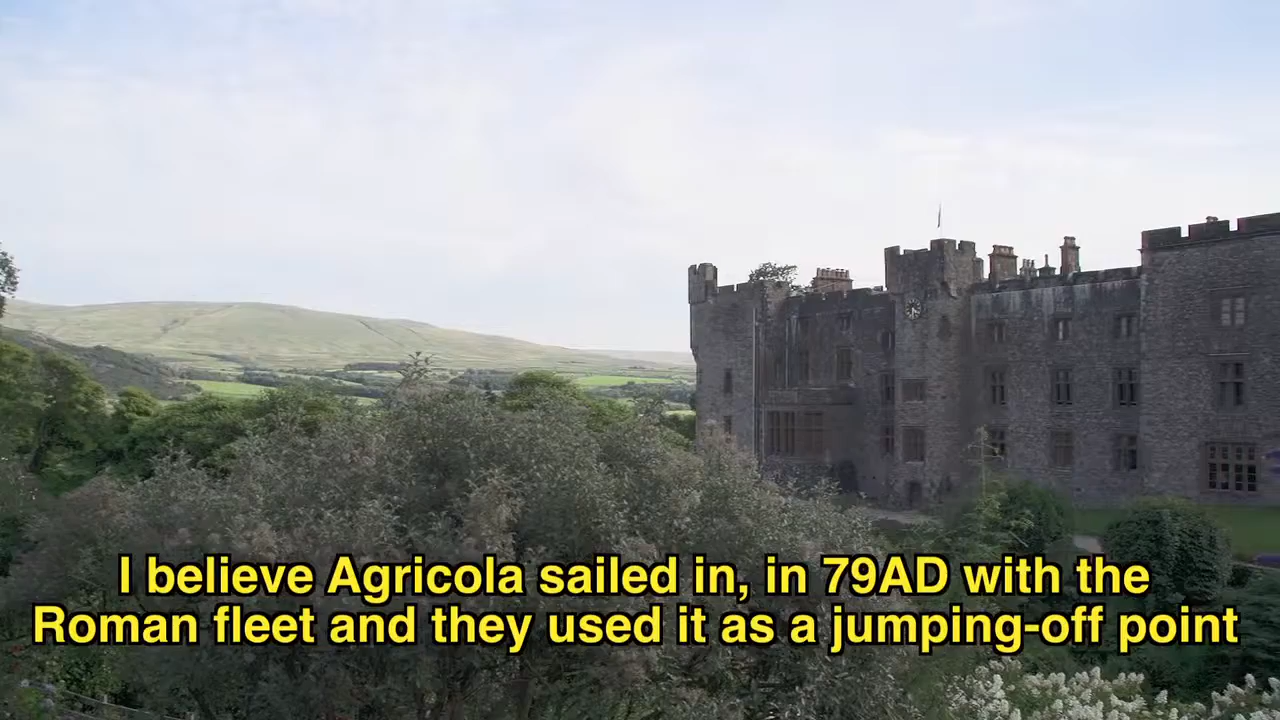 I believe Agricola sailed in, in 79AD with the
Roman fleet and they used it as a jumping-off point